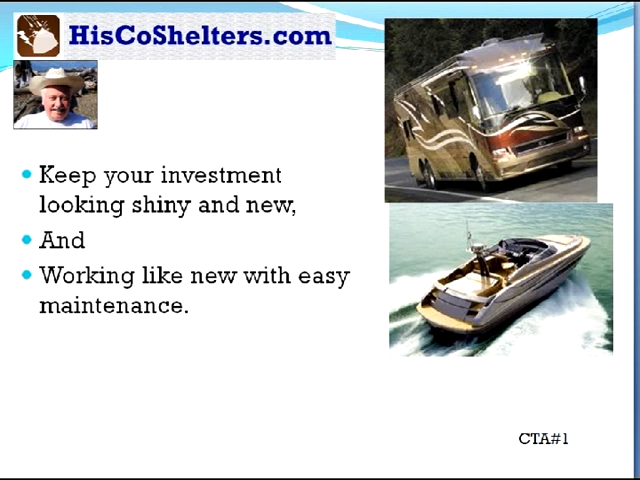 HisCoShelters.com
Keep your investment
looking shiny and new,
And
Working like new with easy
maintenance.
CTA#1